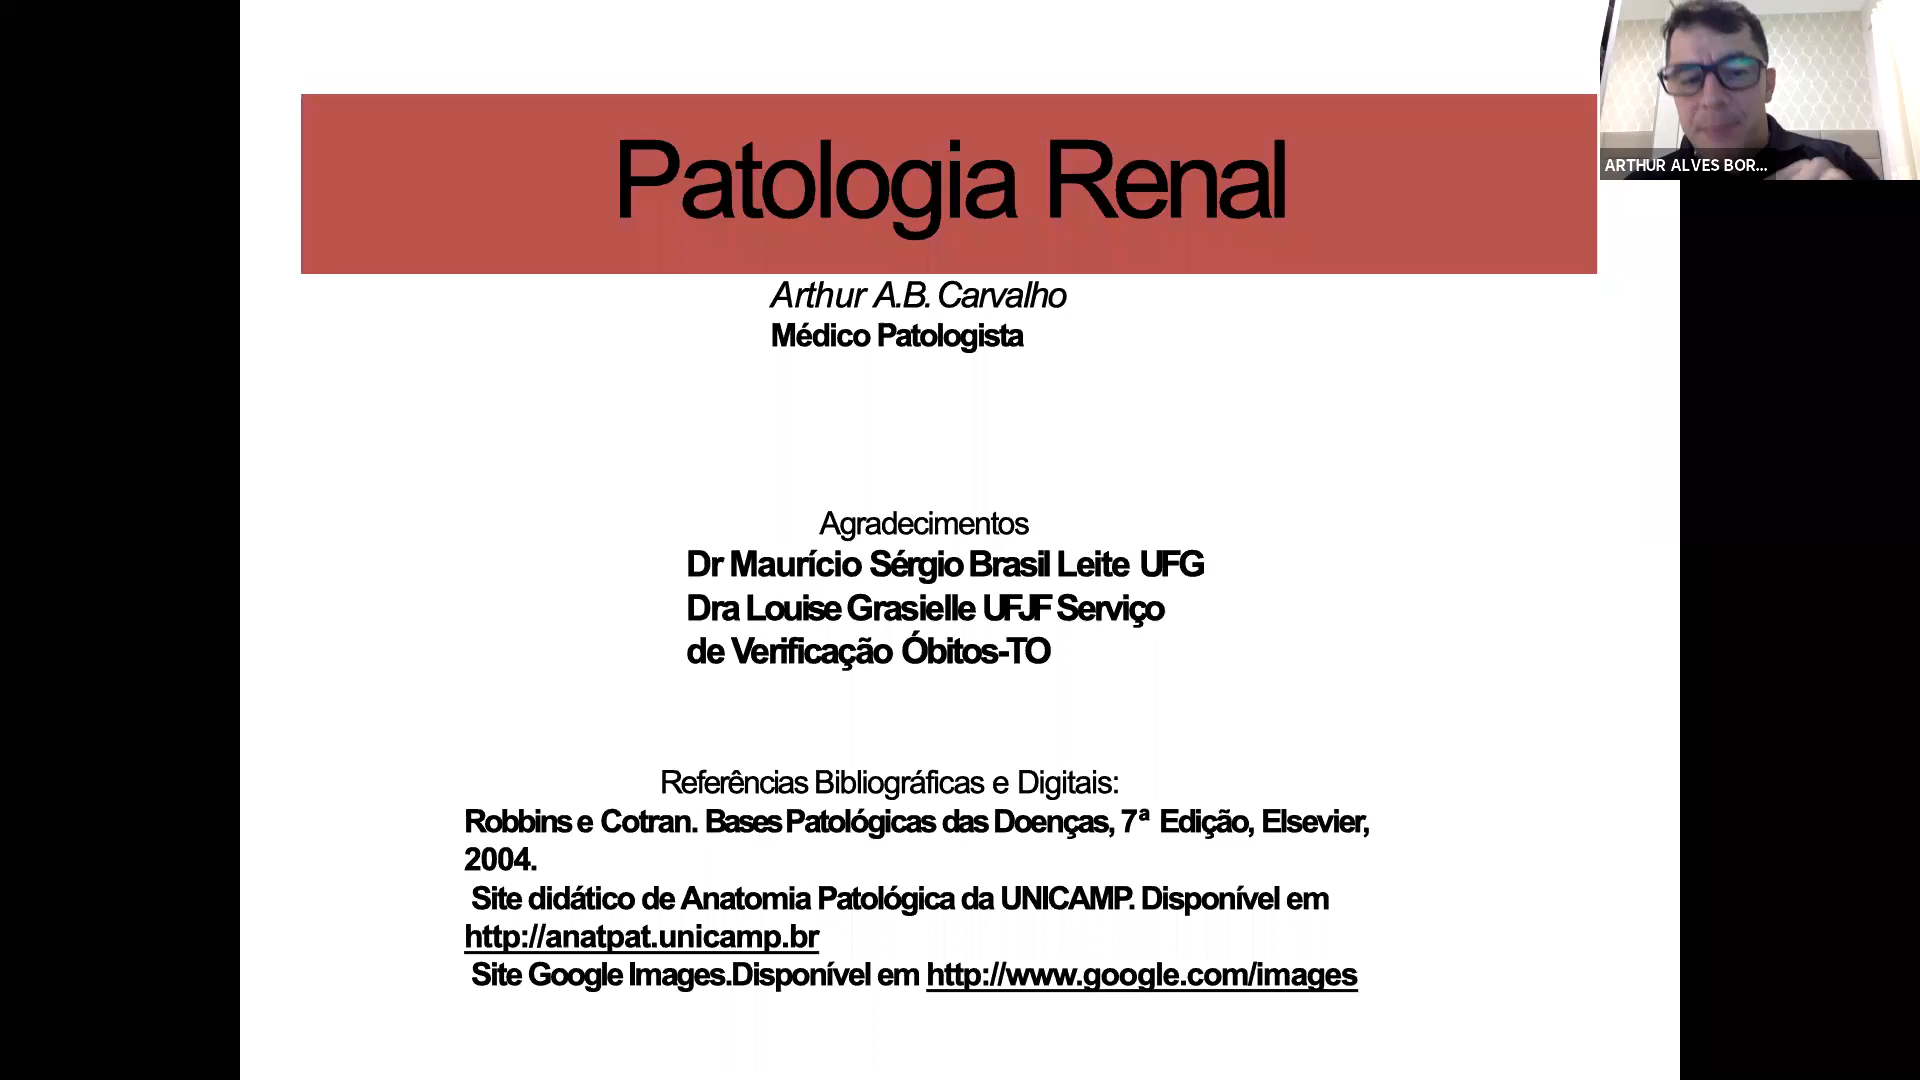 Patologia Renal
ARTHUR ALVES BOR...
Arthur A.B. Carvalho
Médico Patologista
Agradecimentos
Dr Maurício Sérgio Brasil Leite UFG
Dra Louise Grasielle UFJF Serviço
de Verificação Óbitos-TO
Referências Bibliográficas e Digitais:
Robbins e Cotran. Bases Patológicas das Doenças, 7ª Edição, Elsevier,
2004.
Site didático de Anatomia Patológica da UNICAMP. Disponível em
http://anatpat.unicamp.br
Site Google Images.Disponível em http://www.google.com/images